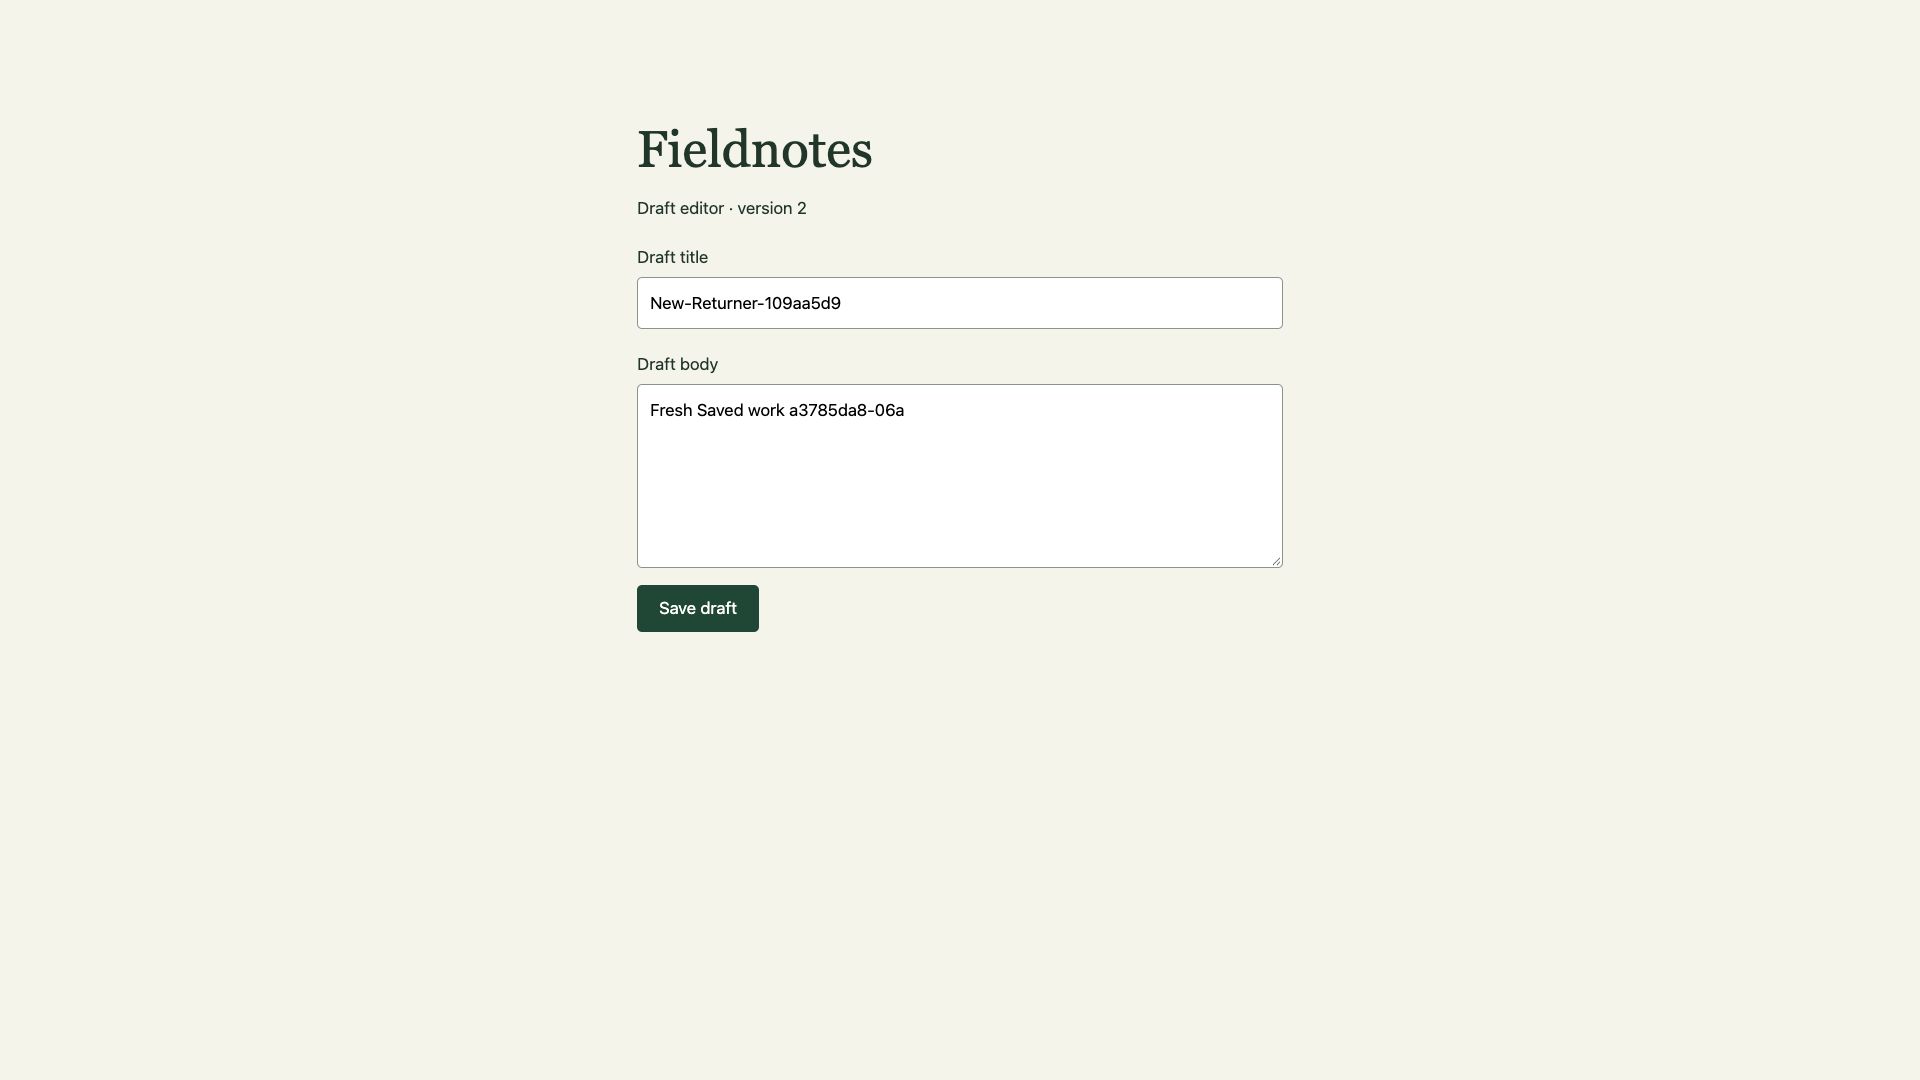 Fieldnotes
Draft editor · version 2
Draft title
New-Returner-109aa5d9
Draft body
Fresh Saved work a3785da8-06a
Save draft